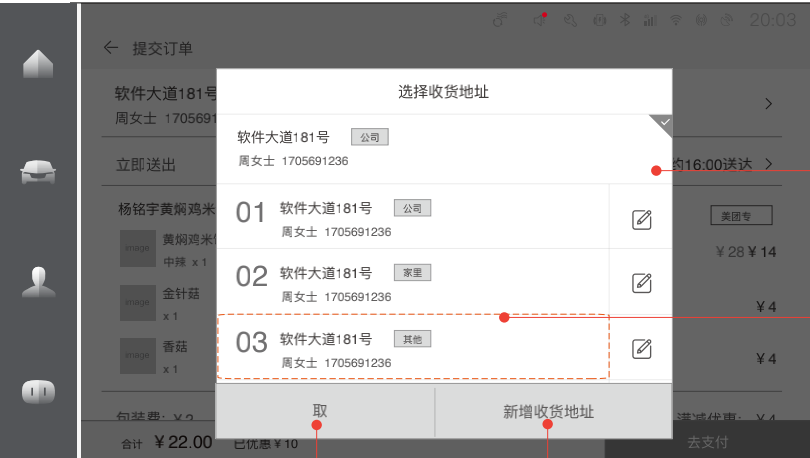 20:03
提交订单
选择收货地址
软件大道181号
周女士 1705691
软件大道181号 公司
周女士 1705691236
立即送出
约16:00送达
01 软件大道181号 公司
周女士 1705691236
杨铭宇黄焖鸡米
美团专
image 黄焖鸡米
中辣 x 1
¥ 28 ¥ 14
02 软件大道181号 家里
周女士 1705691236
image 金针菇
x 1
¥ 4
03 软件大道181号 其他
周女士 1705691236
image 香菇
x 1
¥ 4
取
新增收货地址
包装费: ¥ 2
满减优惠: ¥ 4
合计 ¥ 22.00 已优惠 ¥ 10
去支付